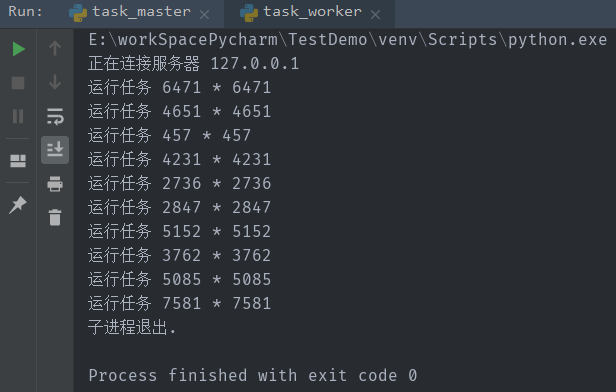 Run: task_master × task_worker ×
E:\workSpacePycharm\TestDemo\venv\Scripts\python.exe
正在连接服务器 127.0.0.1
运行任务 6471 * 6471
运行任务 4651 * 4651
运行任务 457 * 457
运行任务 4231 * 4231
运行任务 2736 * 2736
运行任务 2847 * 2847
运行任务 5152 * 5152
运行任务 3762 * 3762
运行任务 5085 * 5085
运行任务 7581 * 7581
子进程退出.
Process finished with exit code 0